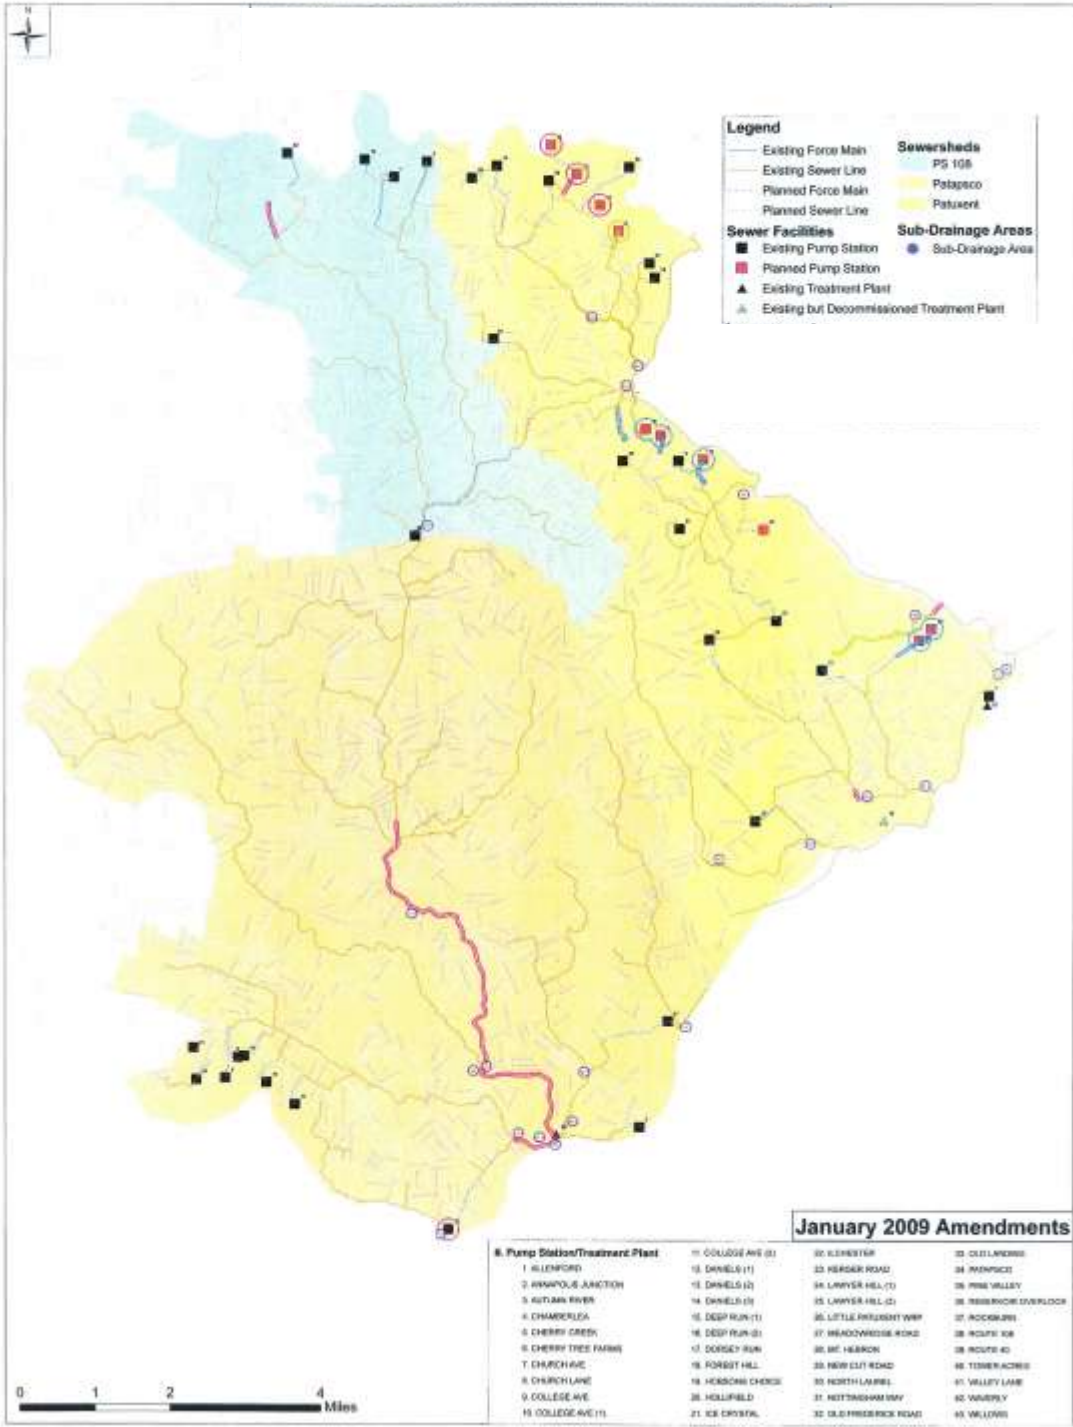 N
Legend
Existing Force Main
Existing Sewer Line
Planned Force Main
Planned Sewer Line
Sewer Facilities
Existing Pump Station
Planned Pump Station
Existing Treatment Plant
Existing but Decommissioned Treatment Plant
Sewersheds
PS 108
Patapsco
Patuxent
Sub-Drainage Areas
Sub-Drainage Area
January 2009 Amendments
Pump Station/Treatment Plant
1 ALLENFORD
2 ANNAPOLIS JUNCTION
3 AUTUMN RIVER
4 CHAMBERLEA
5 CHERRY CREEK
6 CHERRY TREE FARMS
7 CHURCH AVE
8 CHURCH LANE
9 COLLEGE AVE
10 COLLEGE AVE (1)
11 COLLEGE AVE (2)
12 DANIELS (1)
13 DANIELS (2)
14 DANIELS (3)
15 DEEP RUN (1)
16 DEEP RUN (2)
17 DORSEY RUN
18 FOREST HILL
19 HOBSONS CHOICE
20 HOLLIFIELD
21 ICE CRYSTAL
22 ILCHESTER
23 KERGER ROAD
24 LAWYER HILL (1)
25 LAWYER HILL (2)
26 LITTLE PATUXENT WRP
27 MEADOWRIDGE ROAD
28 MT. HEBRON
29 NEW CUT ROAD
30 NORTH LAUREL
31 NOTTINGHAM WAY
32 OLD FREDERICK ROAD
33 OLD LANDING
34 PATAPSCO
35 PINE VALLEY
36 RESERVOIR OVERLOOK
37 ROCKBURN
38 ROUTE 108
39 ROUTE 40
40 TOWER ACRES
41 VALLEY LANE
42 WAVERLY
43 WILLOWS
0 1 2 4
Miles